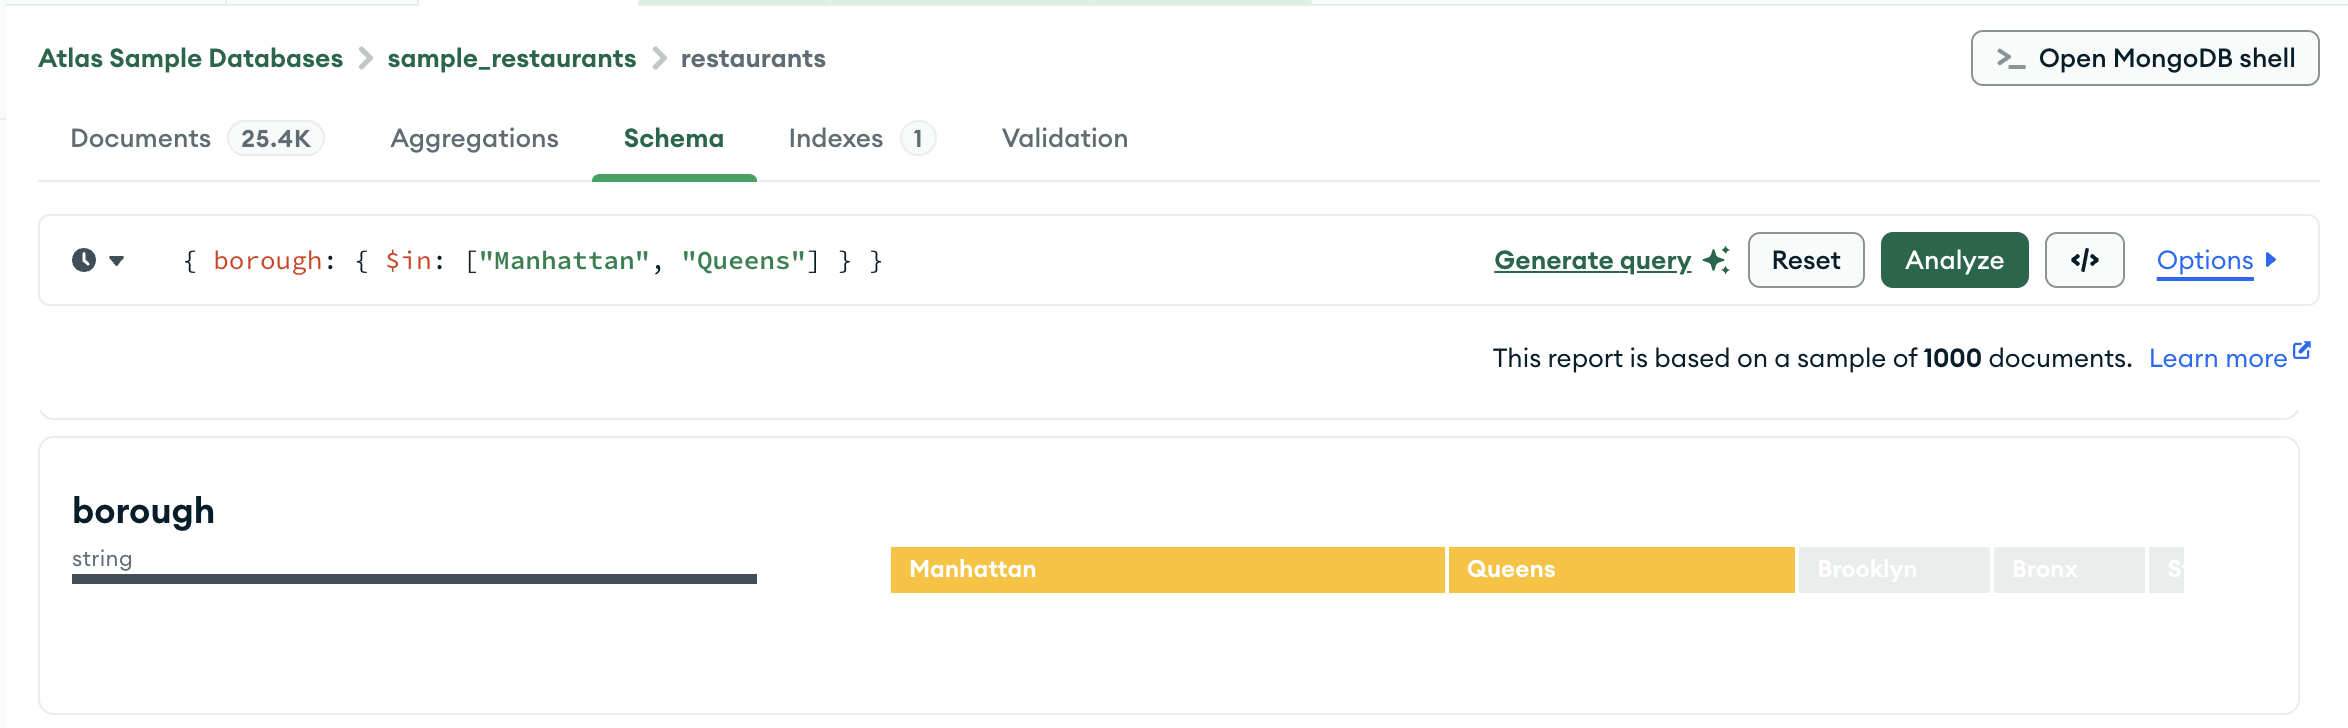 Atlas Sample Databases > sample_restaurants > restaurants
>_ Open MongoDB shell
Documents 25.4K Aggregations Schema Indexes 1 Validation
{ borough: { $in: ["Manhattan", "Queens"] } }
Generate query Reset Analyze </> Options
This report is based on a sample of 1000 documents. Learn more
borough
string
Manhattan Queens Brooklyn Bronx